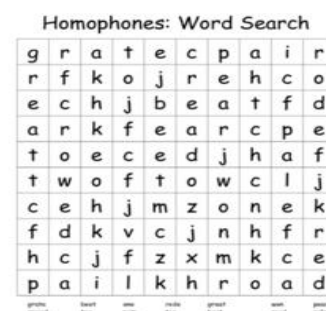 Homophones: Word Search
g r a t e c p a i r
r f k o j r e h c o
e c h j b e a t f d
a r k f e a r c p e
t o e c e d j h a f
t w o f t o w c l j
c e h j m z o n e k
f d k v c j n h f r
h c j f z x m k c e
p a i l k h r o a d